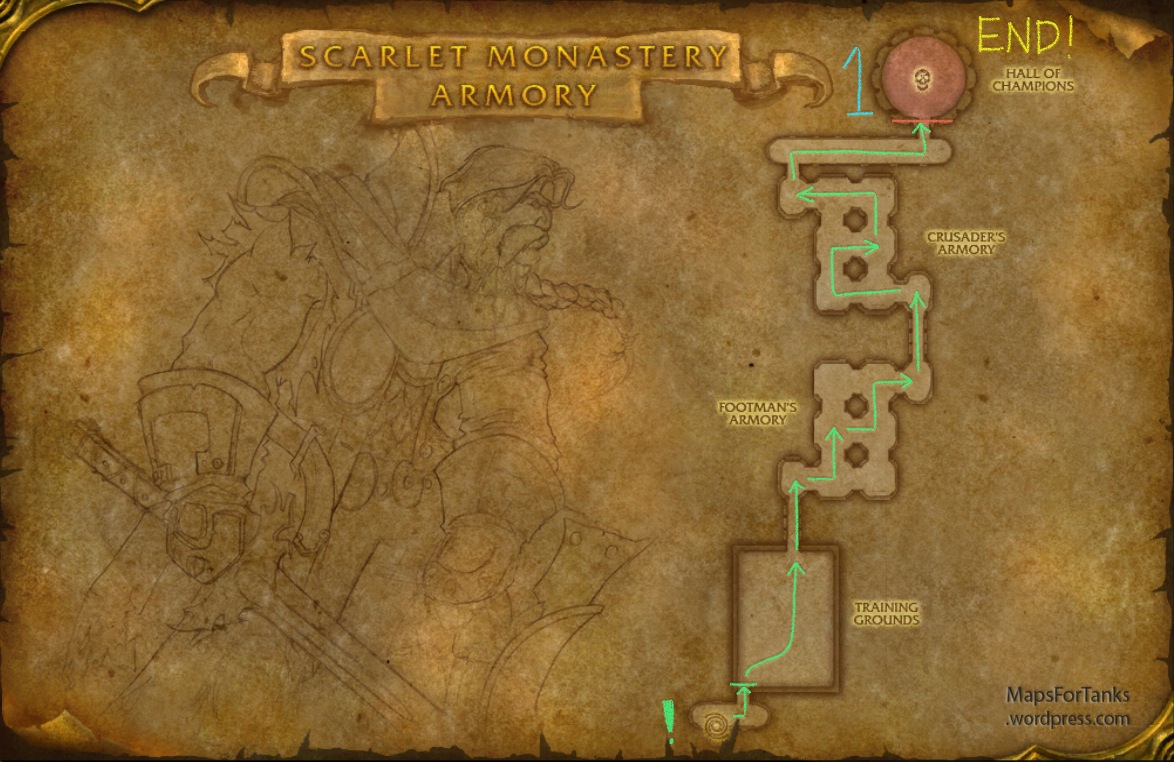 SCARLET MONASTERY
ARMORY
1
END!
HALL OF
CHAMPIONS
CRUSADER'S
ARMORY
FOOTMAN'S
ARMORY
TRAINING
GROUNDS
!
MapsForTanks
.wordpress.com